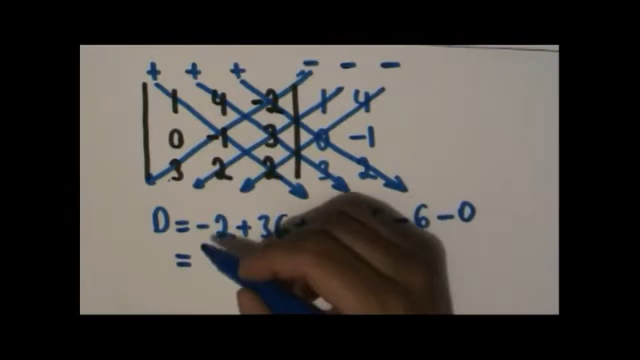 + + + - - -
1 4 -2 1 4
0 -1 3 0 -1
3 2 2 3 2
D = -2 + 36 - 6 - 0
=